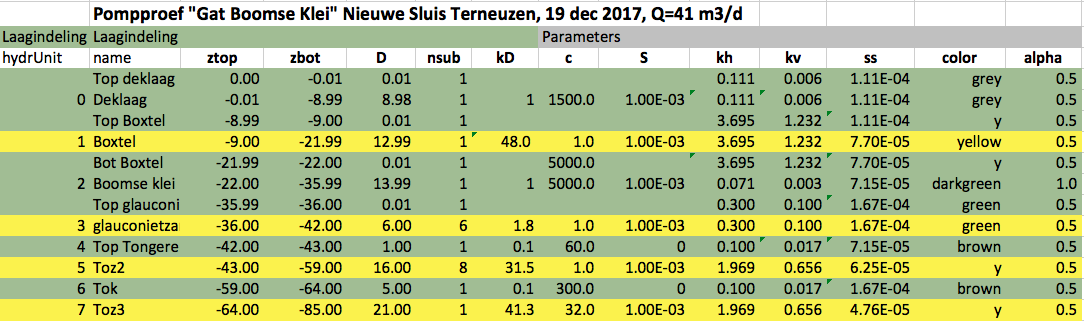 Pompproef "Gat Boomse Klei" Nieuwe Sluis Terneuzen, 19 dec 2017, Q=41 m3/d
Laagindeling Laagindeling Parameters
hydrUnit name ztop zbot D nsub kD c S kh kv ss color alpha
Top deklaag 0.00 -0.01 0.01 1 0.111 0.006 1.11E-04 grey 0.5
0 Deklaag -0.01 -8.99 8.98 1 1 1500.0 1.00E-03 0.111 0.006 1.11E-04 grey 0.5
Top Boxtel -8.99 -9.00 0.01 1 3.695 1.232 1.11E-04 y 0.5
1 Boxtel -9.00 -21.99 12.99 1 48.0 1.0 1.00E-03 3.695 1.232 7.70E-05 yellow 0.5
Bot Boxtel -21.99 -22.00 0.01 1 5000.0 3.695 1.232 7.70E-05 y 0.5
2 Boomse klei -22.00 -35.99 13.99 1 1 5000.0 1.00E-03 0.071 0.003 7.15E-05 darkgreen 1.0
Top glauconi -35.99 -36.00 0.01 1 0.300 0.100 1.67E-04 green 0.5
3 glauconietza -36.00 -42.00 6.00 6 1.8 1.0 1.00E-03 0.300 0.100 1.67E-04 green 0.5
4 Top Tongere -42.00 -43.00 1.00 1 0.1 60.0 0 0.100 0.017 7.15E-05 brown 0.5
5 Toz2 -43.00 -59.00 16.00 8 31.5 1.0 1.00E-03 1.969 0.656 6.25E-05 y 0.5
6 Tok -59.00 -64.00 5.00 1 0.1 300.0 0 0.100 0.017 1.67E-04 brown 0.5
7 Toz3 -64.00 -85.00 21.00 1 41.3 32.0 1.00E-03 1.969 0.656 4.76E-05 y 0.5